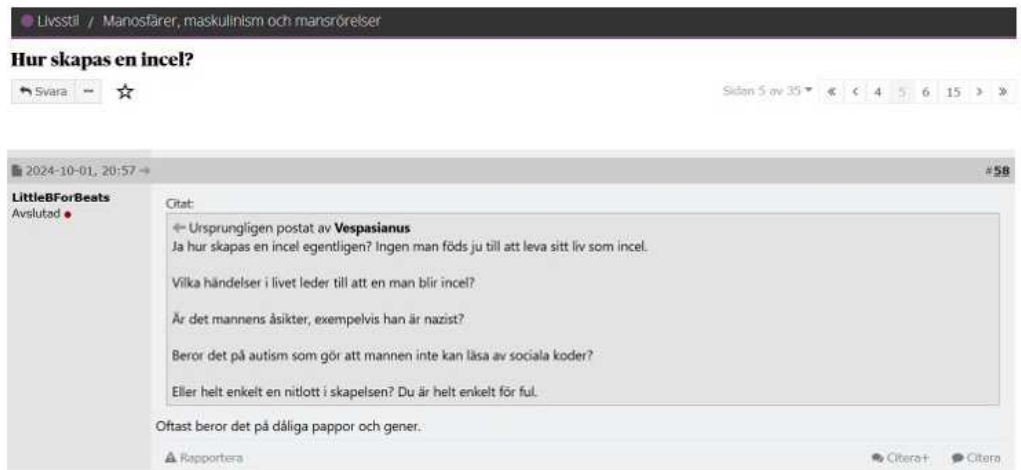 Livsstil / Manosfärer, maskulinism och mansrörelser
Hur skapas en incel?
Svara
Sidan 5 av 35 « < 4 5 6 15 > »
2024-10-01, 20:57
#58
LittleBForBeats
Avslutad
Citat:
Ursprungligen postat av Vespasianus
Ja hur skapas en incel egentligen? Ingen man föds ju till att leva sitt liv som incel.
Vilka händelser i livet leder till att en man blir incel?
Är det mannens åsikter, exempelvis han är nazist?
Beror det på autism som gör att mannen inte kan läsa av sociala koder?
Eller helt enkelt en nitlott i skapelsen? Du är helt enkelt för ful.
Oftast beror det på dåliga pappor och gener.
Rapportera
Citera+ Citera